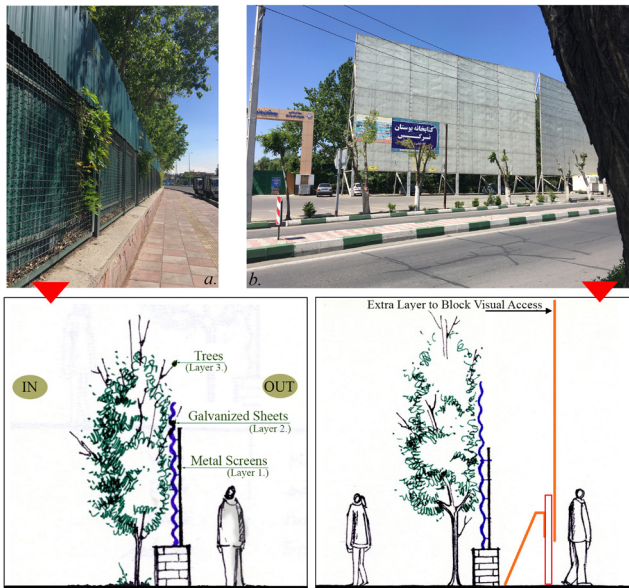 a.
b.
کتابخانه بوستان
نرگس
Extra Layer to Block Visual Access
IN
OUT
Trees
(Layer 3.)
Galvanized Sheets
(Layer 2.)
Metal Screens
(Layer 1.)